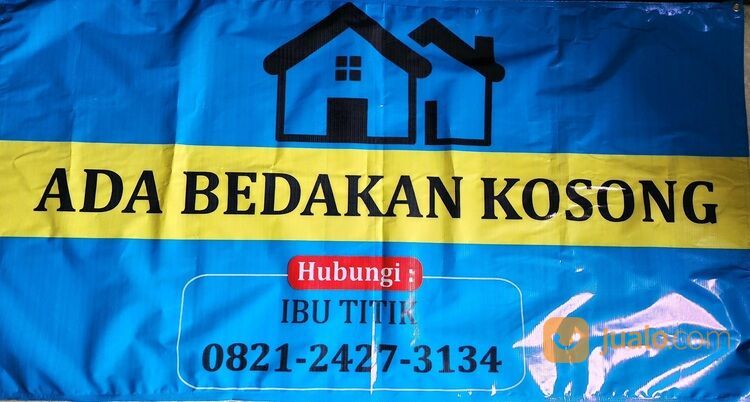 ADA BEDAKAN KOSONG
Hubungi :
IBU TITIK
0821-2427-3134
jualo.com